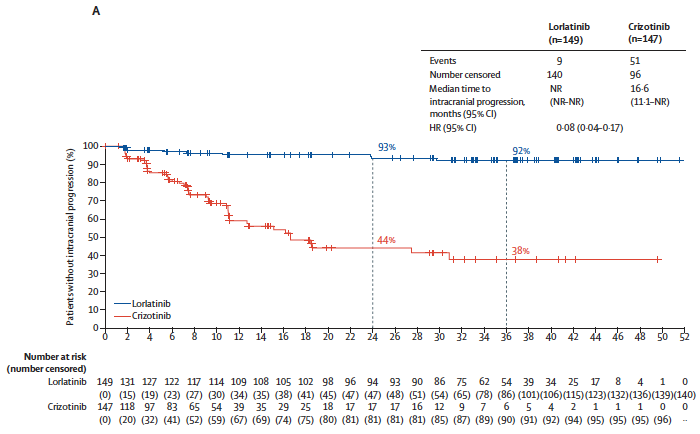 A
Lorlatinib Crizotinib
(n=149) (n=147)
Events 9 51
Number censored 140 96
Median time to NR 16·6
intracranial progression, (NR–NR) (11·1–NR)
months (95% CI)
HR (95% CI) 0·08 (0·04–0·17)
Patients without intracranial progression (%)
100
90
80
70
60
50
40
30
20
10
0
93%
92%
44%
38%
Lorlatinib
Crizotinib
0 2 4 6 8 10 12 14 16 18 20 22 24 26 28 30 32 34 36 38 40 42 44 46 48 50 52
Number at risk
(number censored)
Lorlatinib 149 131 127 122 117 114 109 108 105 102 98 96 94 93 90 86 75 62 54 39 34 25 17 8 4 1 0
(0) (15) (19) (23) (27) (30) (34) (35) (38) (41) (45) (47) (47) (48) (51) (54) (65) (78) (86) (101) (106) (115) (123) (132) (136) (139) (140)
Crizotinib 147 118 97 83 65 54 39 35 29 25 18 17 17 17 16 12 9 7 6 5 4 2 1 1 1 0 0
(0) (20) (32) (41) (52) (59) (67) (69) (74) (75) (80) (81) (81) (81) (81) (85) (87) (89) (90) (91) (92) (94) (95) (95) (95) (96) ··